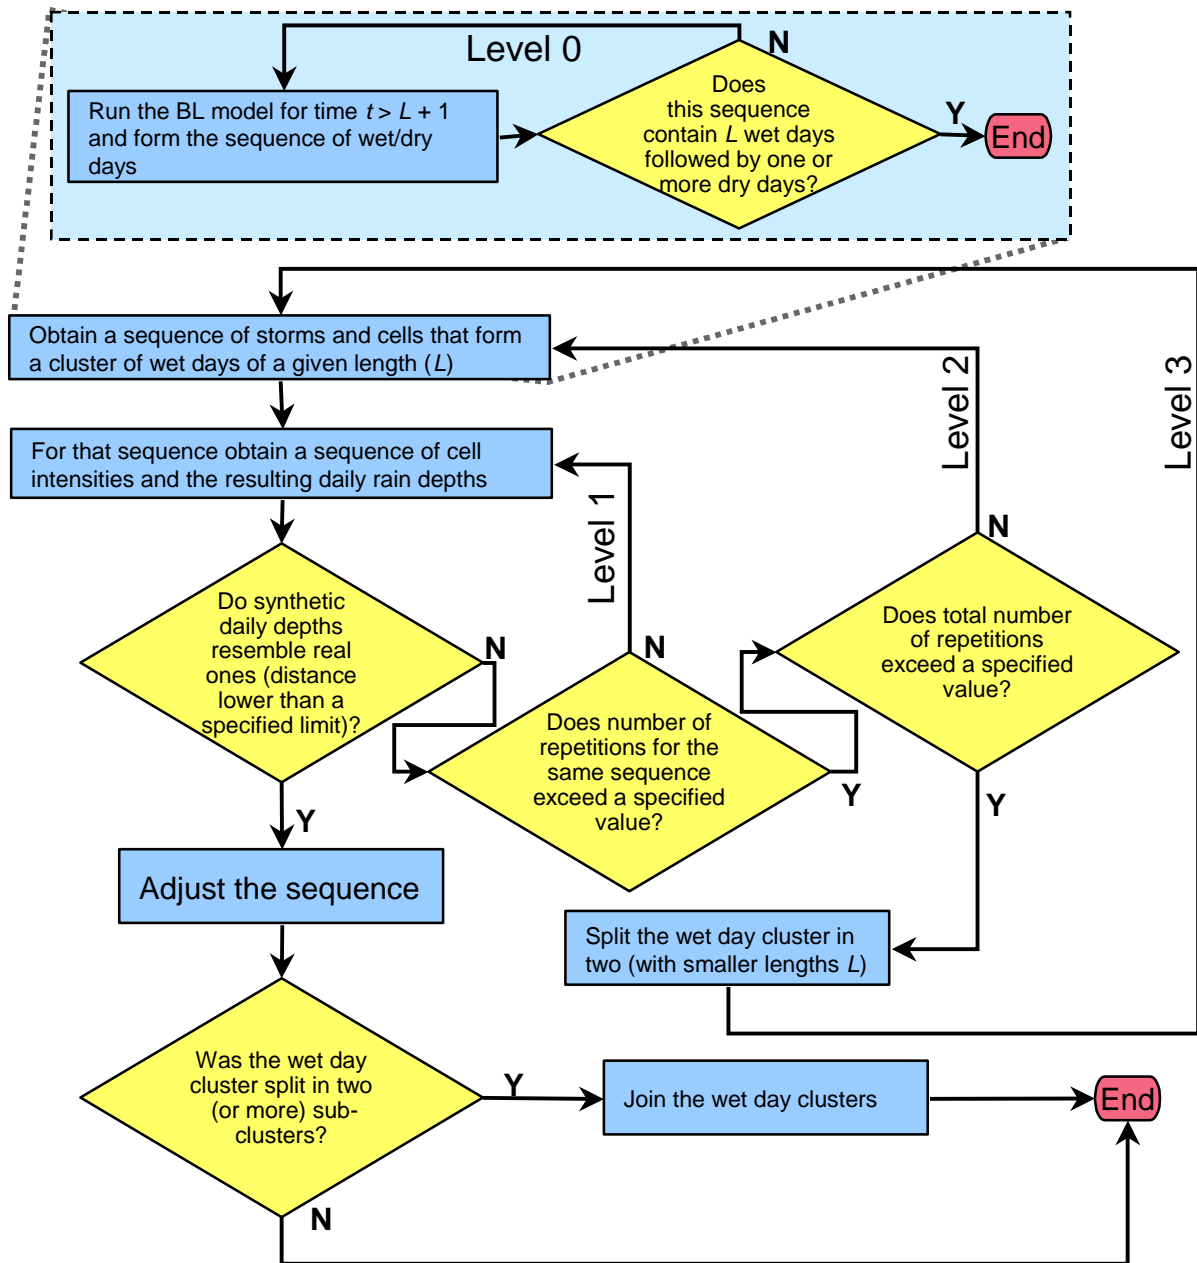 Level 0
N
Run the BL model for time t > L + 1
and form the sequence of wet/dry
days
Does
this sequence
contain L wet days
followed by one or
more dry days?
Y
End
Obtain a sequence of storms and cells that form
a cluster of wet days of a given length (L)
Level 2
Level 3
For that sequence obtain a sequence of cell
intensities and the resulting daily rain depths
Level 1
N
Do synthetic
daily depths
resemble real
ones (distance
lower than a
specified limit)?
N
N
Does total number
of repetitions
exceed a specified
value?
Does number of
repetitions for the
same sequence
exceed a specified
value?
Y
Y
Y
Adjust the sequence
Split the wet day cluster in
two (with smaller lengths L)
Was the wet day
cluster split in two
(or more) sub-
clusters?
Y
Join the wet day clusters
End
N